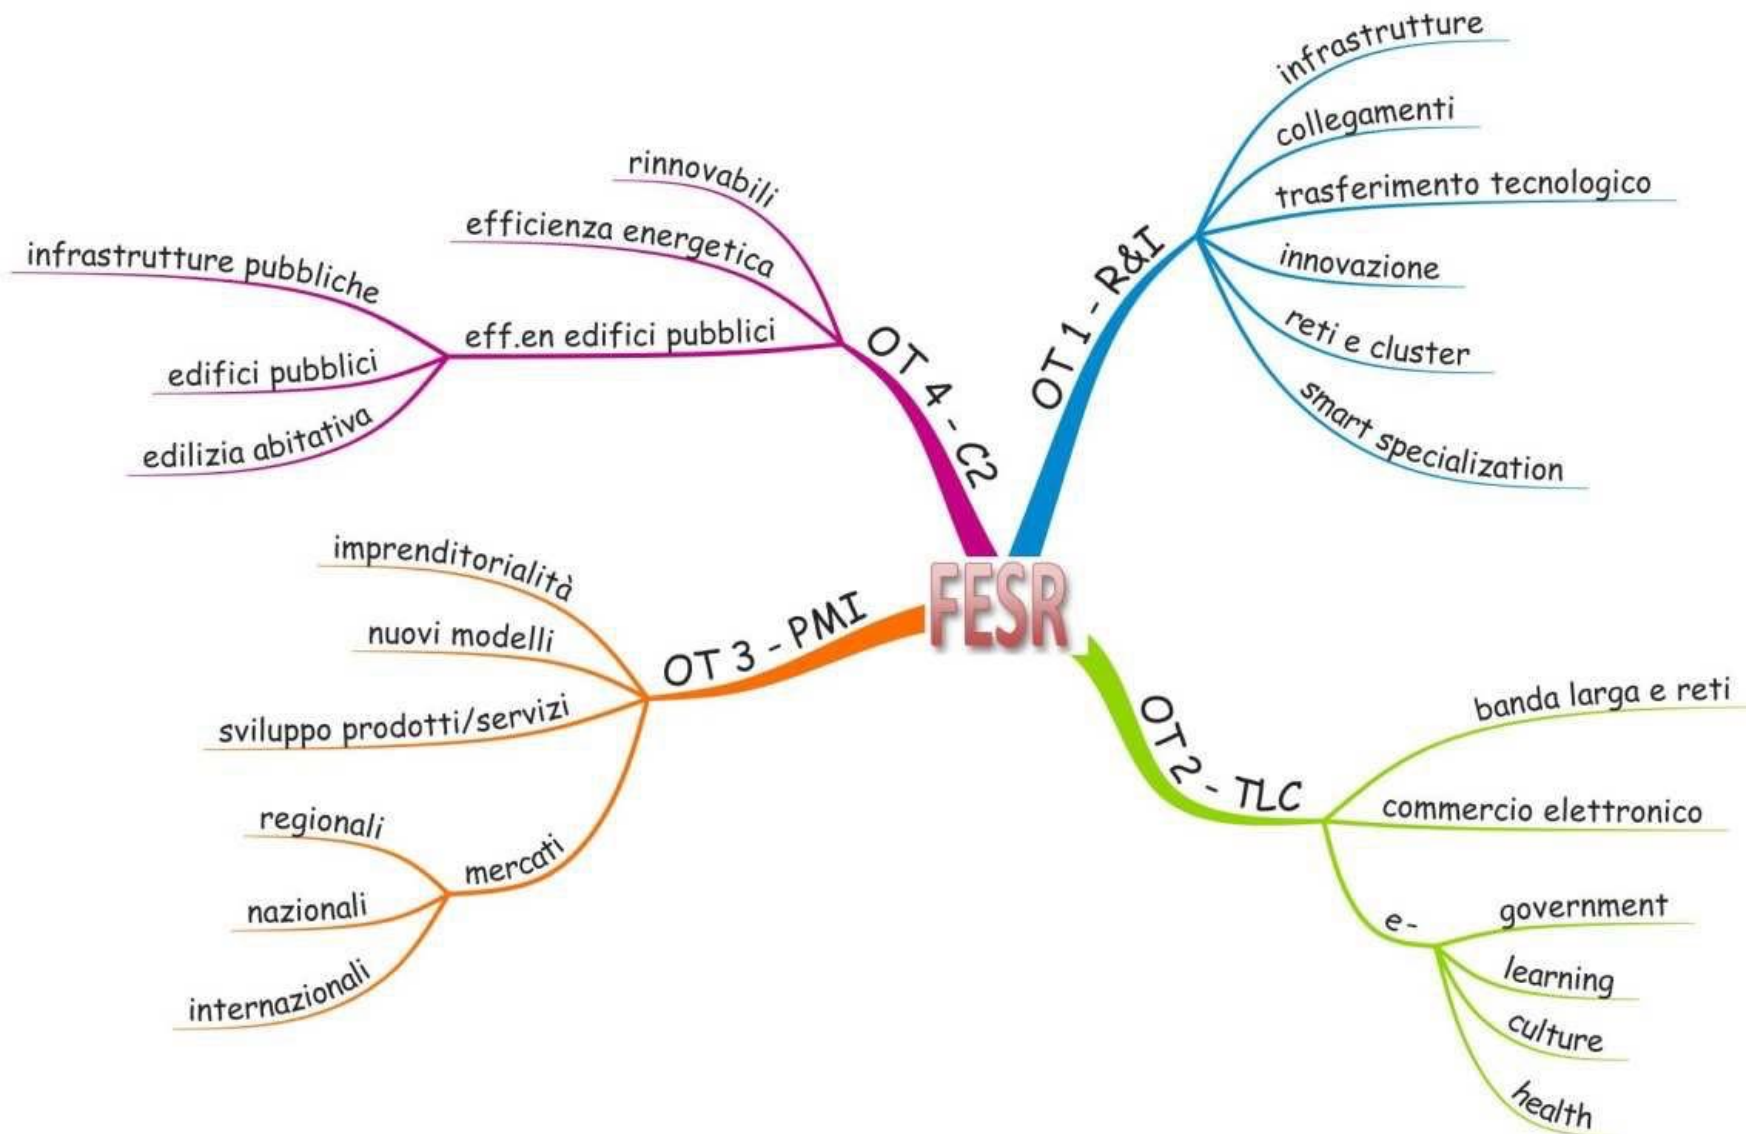 FESR
OT 1 - R&I
infrastrutture
collegamenti
trasferimento tecnologico
innovazione
reti e cluster
smart specialization
OT 2 - TLC
banda larga e reti
commercio elettronico
e-
government
learning
culture
health
OT 3 - PMI
imprenditorialità
nuovi modelli
sviluppo prodotti/servizi
mercati
regionali
nazionali
internazionali
OT 4 - C2
rinnovabili
efficienza energetica
eff.en edifici pubblici
infrastrutture pubbliche
edifici pubblici
edilizia abitativa